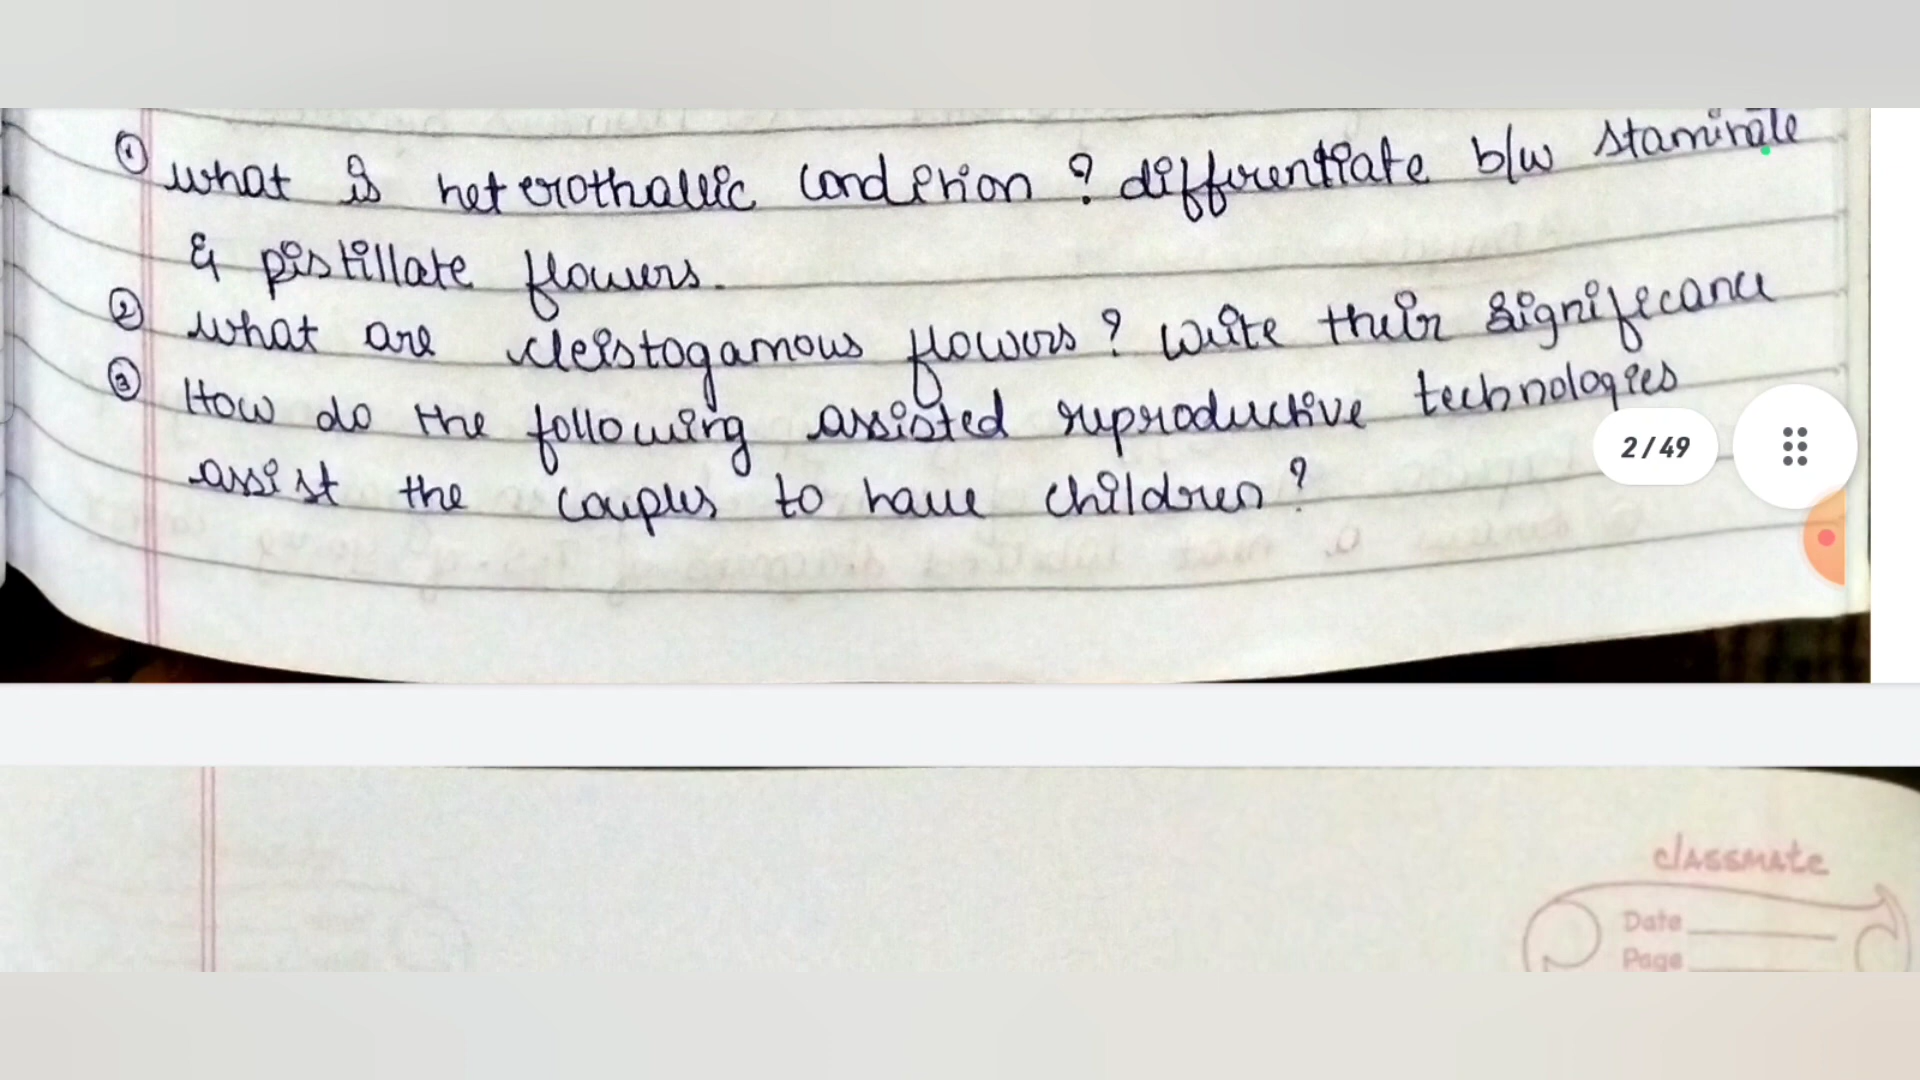 ① what is heterothallic condition ? differentiate b/w staminate
& pistillate flowers.
② what are cleistogamous flowers ? write their significance
③ How do the following assisted reproductive technologies
assist the couples to have children ?
2/49
classmate
Date
Page